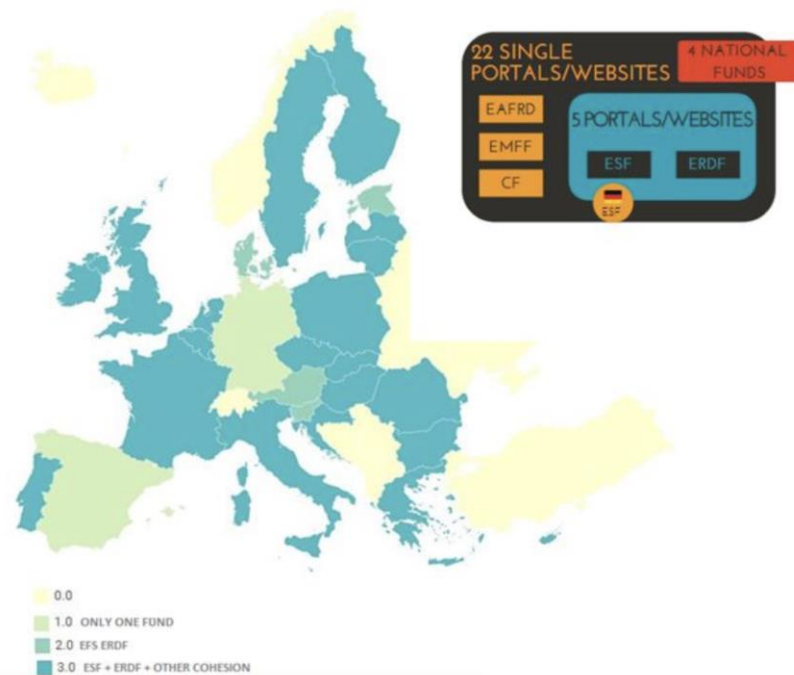 22 SINGLE
PORTALS/WEBSITES
4 NATIONAL
FUNDS
EAFRD
EMFF
CF
5 PORTALS/WEBSITES
ESF
ERDF
ESF
0.0
1.0 ONLY ONE FUND
2.0 EFS ERDF
3.0 ESF + ERDF + OTHER COHESION